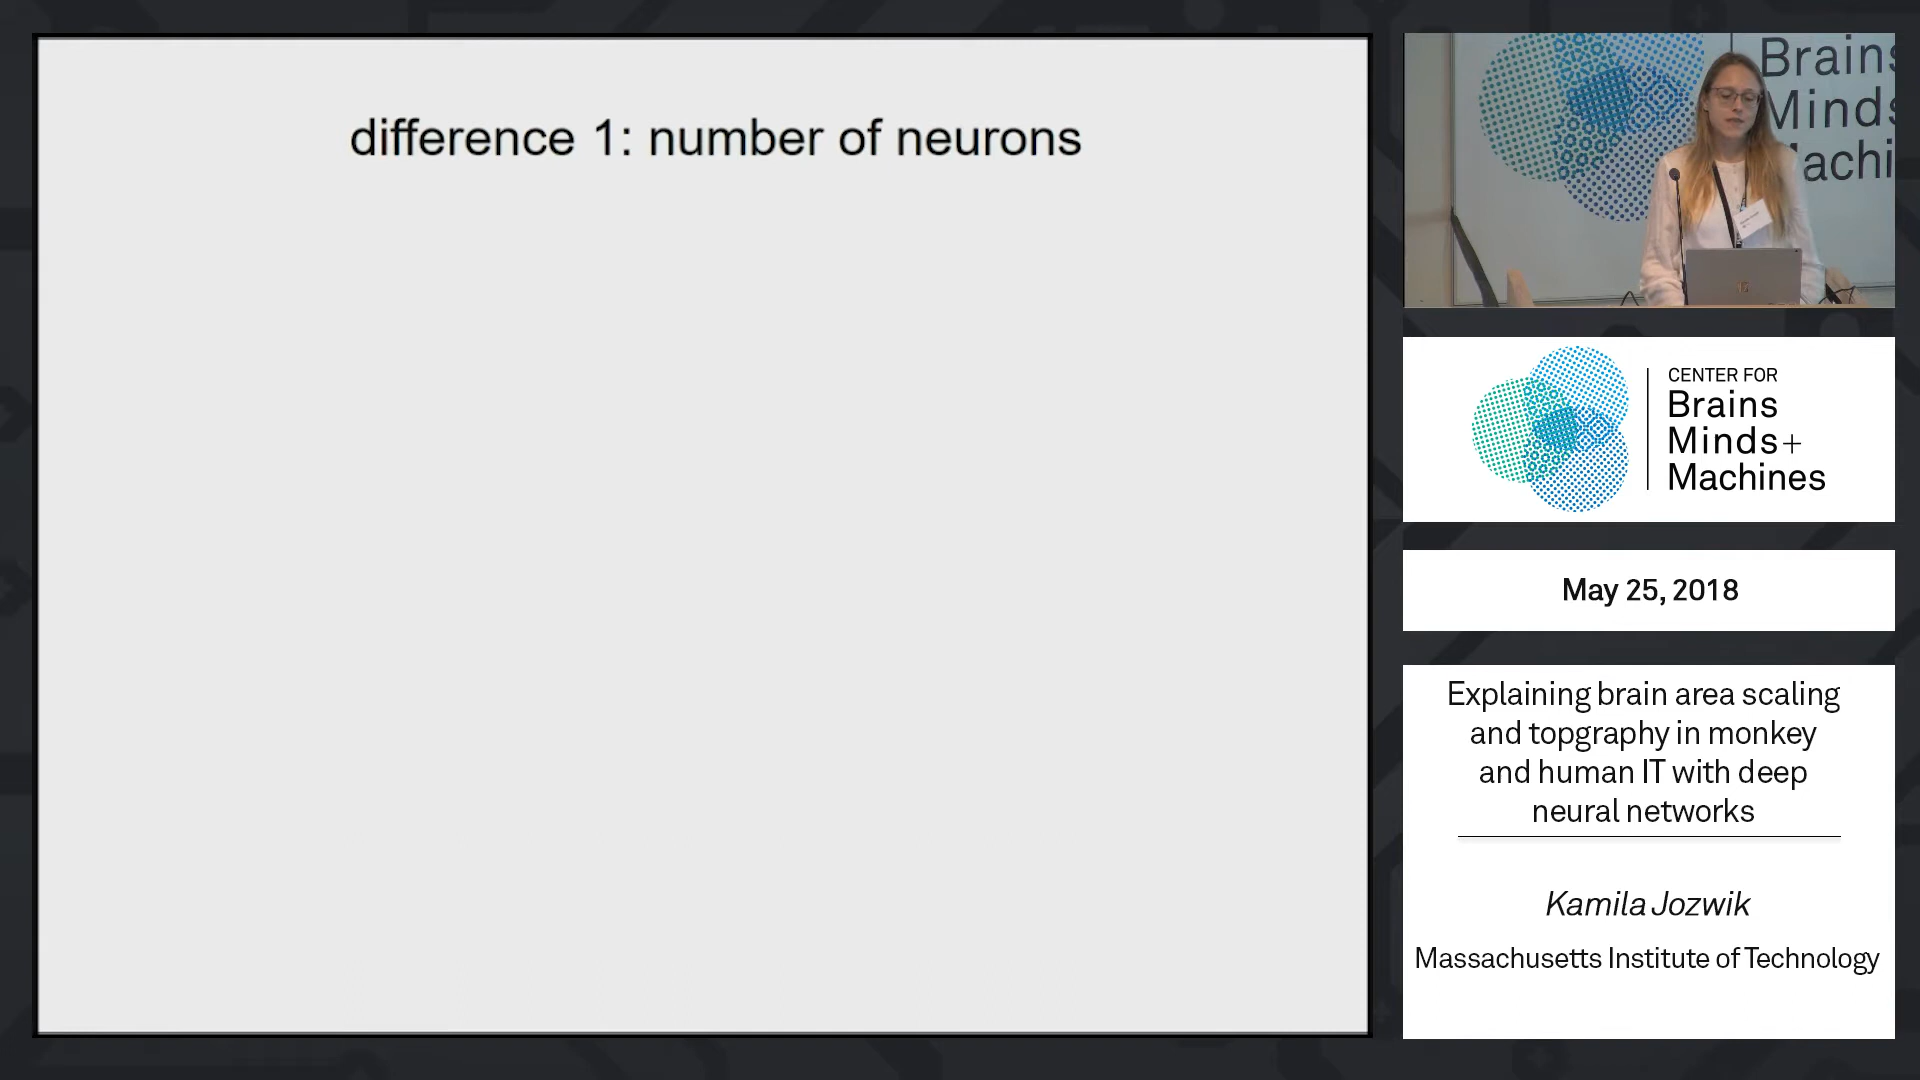 difference 1: number of neurons
Brains
Minds
Machi
CENTER FOR
Brains
Minds+
Machines
May 25, 2018
Explaining brain area scaling
and topgraphy in monkey
and human IT with deep
neural networks
Kamila Jozwik
Massachusetts Institute of Technology